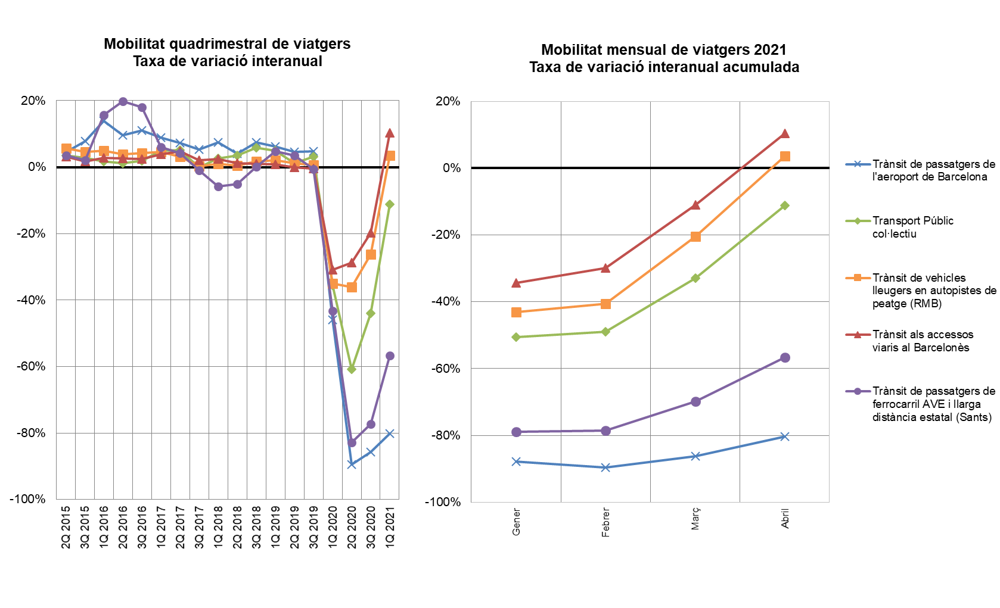 Mobilitat quadrimestral de viatgers
Taxa de variació interanual
20%
0%
-20%
-40%
-60%
-80%
-100%
2Q 2015
3Q 2015
1Q 2016
2Q 2016
3Q 2016
1Q 2017
2Q 2017
3Q 2017
1Q 2018
2Q 2018
3Q 2018
1Q 2019
2Q 2019
3Q 2019
1Q 2020
2Q 2020
3Q 2020
1Q 2021
Mobilitat mensual de viatgers 2021
Taxa de variació interanual acumulada
20%
0%
-20%
-40%
-60%
-80%
-100%
Gener
Febrer
Març
Abril
Trànsit de passatgers de
l'aeroport de Barcelona
Transport Públic
col·lectiu
Trànsit de vehicles
lleugers en autopistes de
peatge (RMB)
Trànsit als accessos
viaris al Barcelonès
Trànsit de passatgers de
ferrocarril AVE i llarga
distància estatal (Sants)